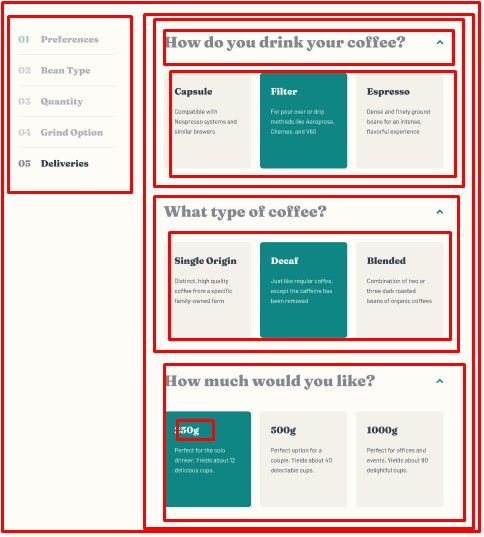 01 Preferences
02 Bean Type
03 Quantity
04 Grind Option
05 Deliveries
How do you drink your coffee?
Capsule
Compatible with
Nespresso systems and
similar brewers
Filter
For pour over or drip
methods like Aeropress,
Chemex, and V60
Espresso
Dense and finely ground
beans for an intense,
flavorful experience
What type of coffee?
Single Origin
Distinct, high quality
coffee from a specific
family-owned farm
Decaf
Just like regular coffee,
except the caffeine has
been removed
Blended
Combination of two or
three dark roasted
beans of organic coffees
How much would you like?
250g
Perfect for the solo
drinker. Yields about 12
delicious cups.
500g
Perfect option for a
couple. Yields about 40
delectable cups.
1000g
Perfect for offices and
events. Yields about 90
delightful cups.